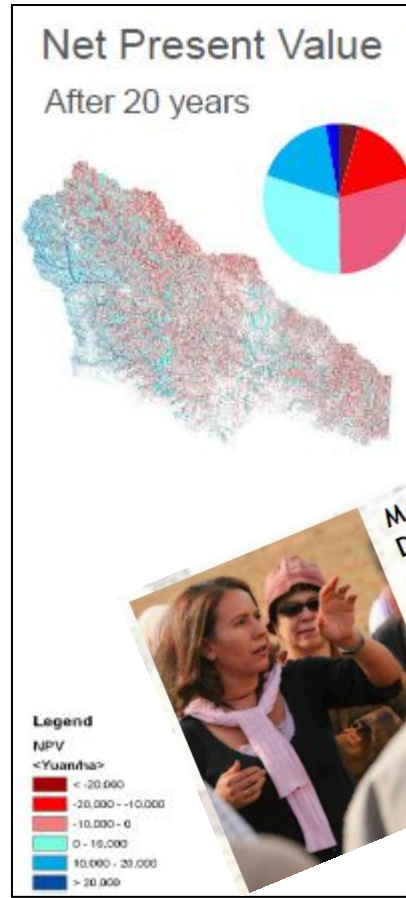 Net Present Value
After 20 years
M
D
Legend
NPV
<Yuan/ha>
< -20,000
-20,000 - -10,000
-10,000 - 0
0 - 10,000
10,000 - 20,000
> 20,000